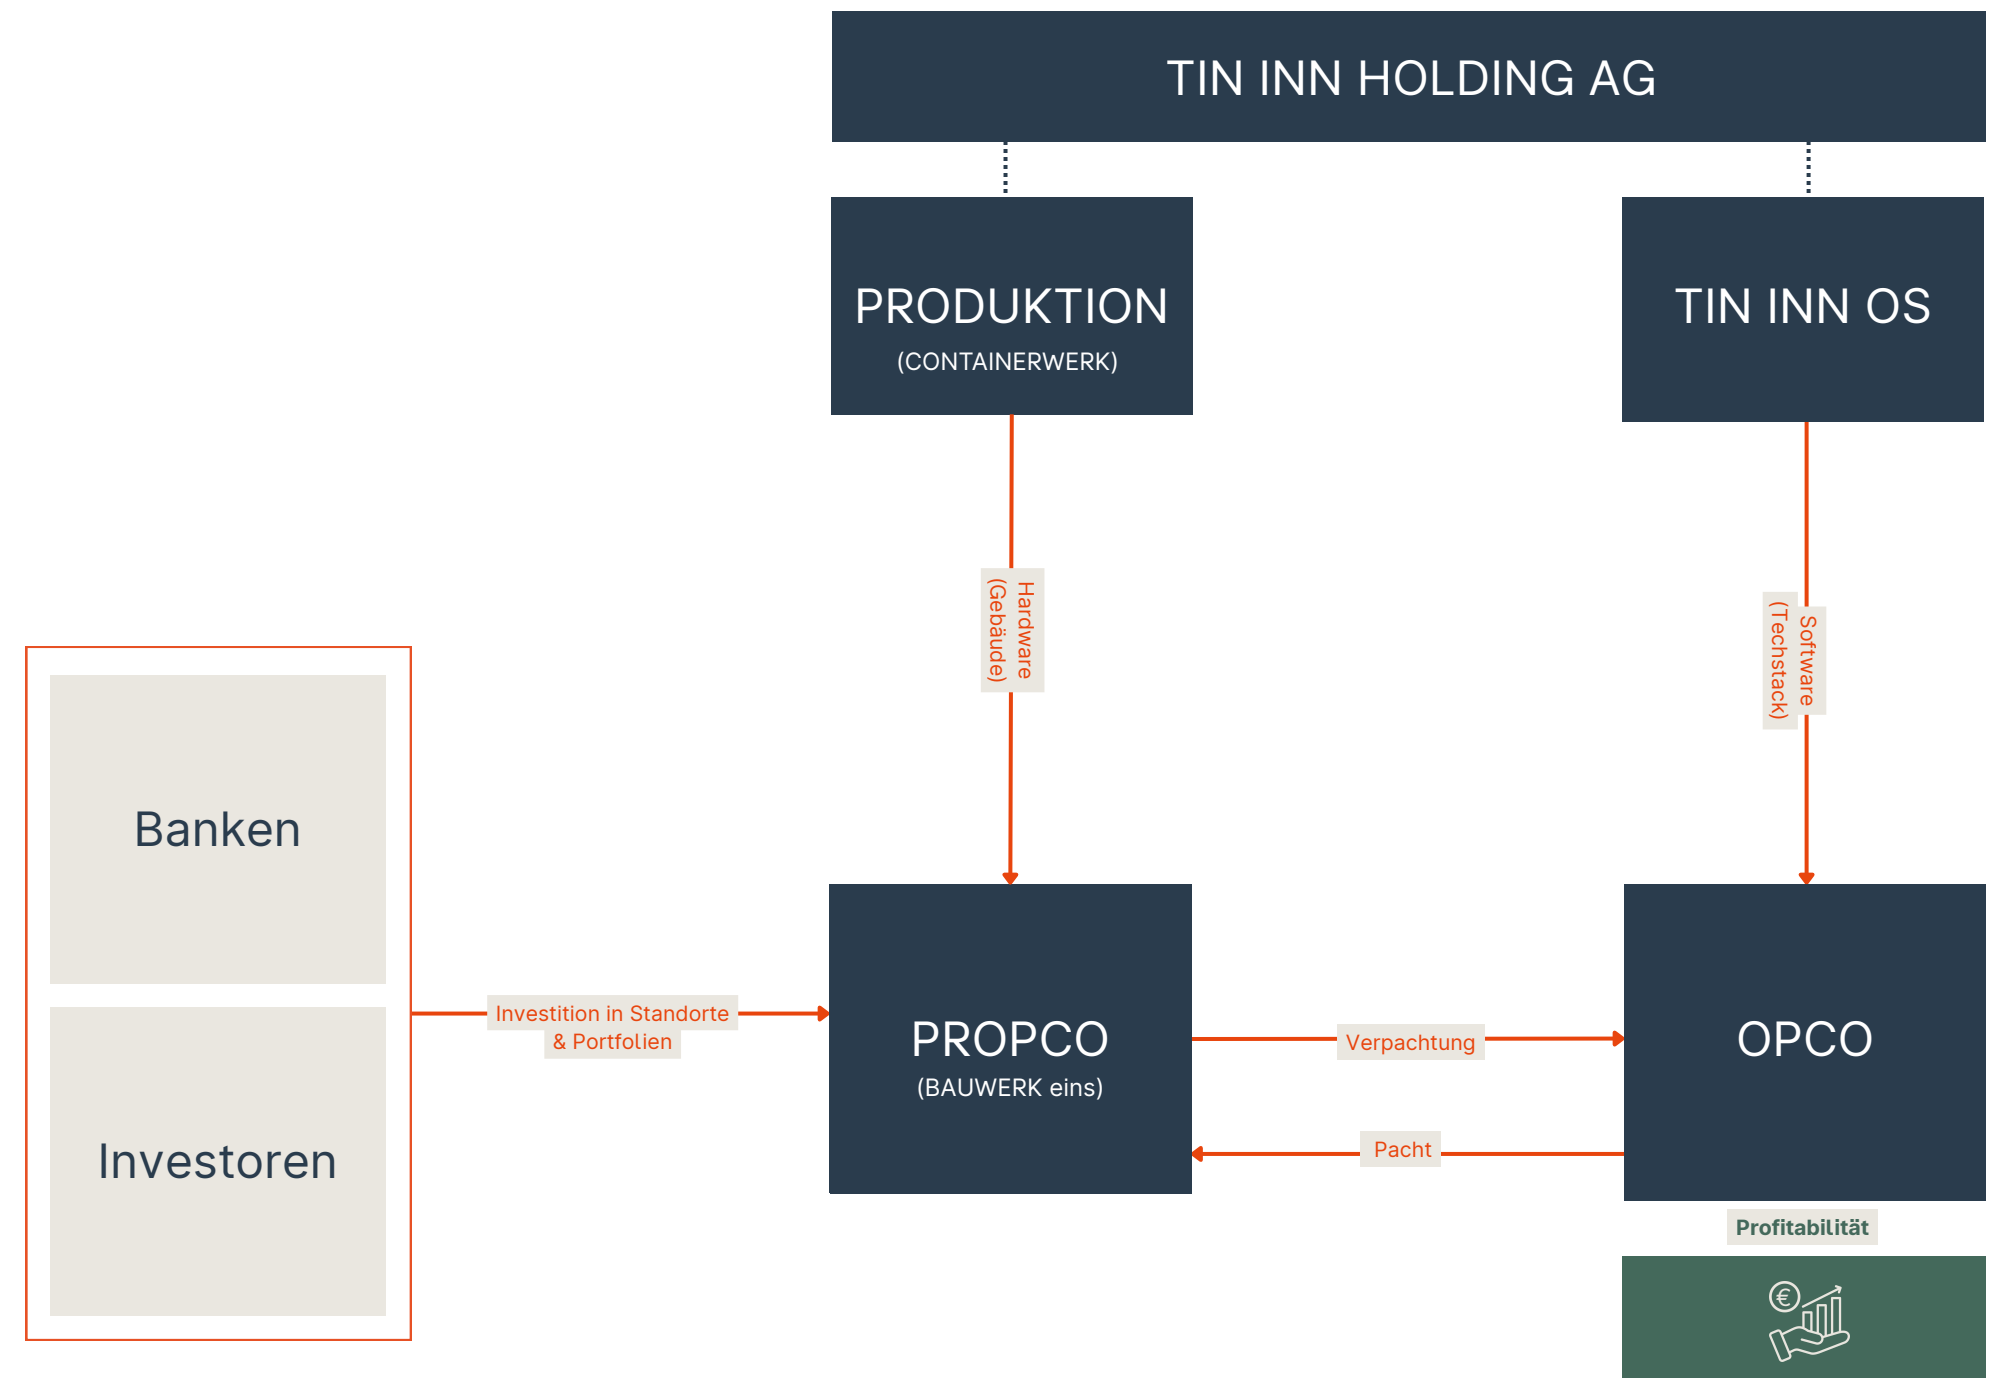 TIN INN HOLDING AG
PRODUKTION
(CONTAINERWERK)
TIN INN OS
Hardware
(Gebäude)
Software
(Techstack)
Banken
Investoren
Investition in Standorte
& Portfolien
PROPCO
(BAUWERK eins)
Verpachtung
Pacht
OPCO
Profitabilität
€